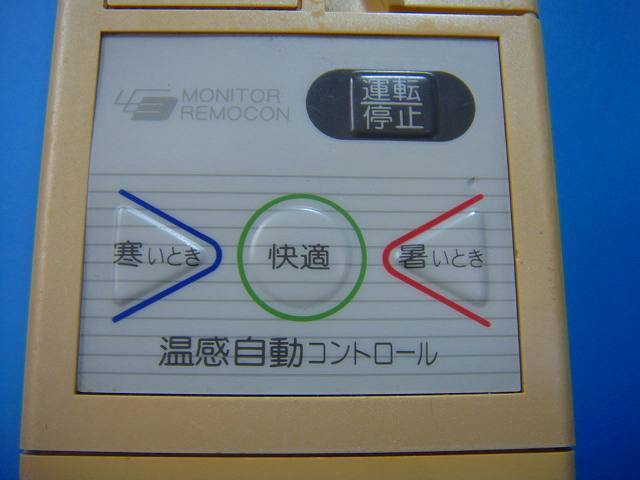 MONITOR
REMOCON
運転
停止
寒いとき
快適
暑いとき
温感自動コントロール